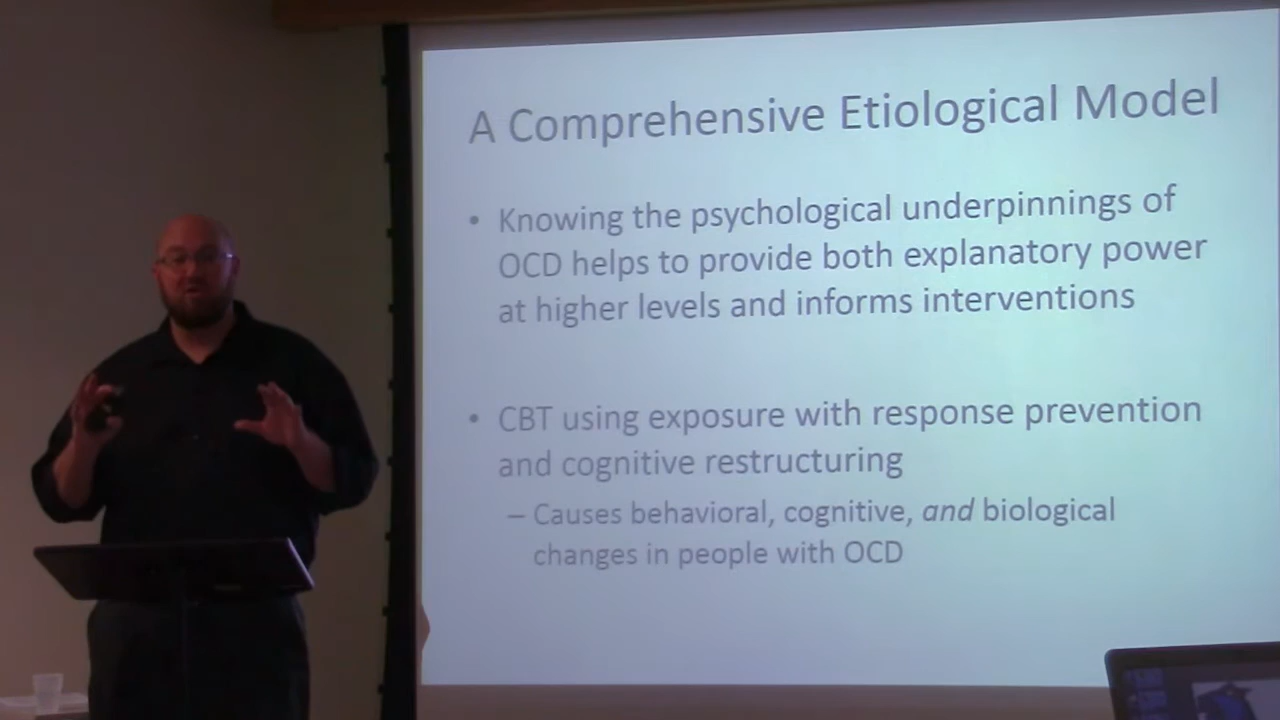 A Comprehensive Etiological Model
• Knowing the psychological underpinnings of
OCD helps to provide both explanatory power
at higher levels and informs interventions
• CBT using exposure with response prevention
and cognitive restructuring
– Causes behavioral, cognitive, and biological
changes in people with OCD